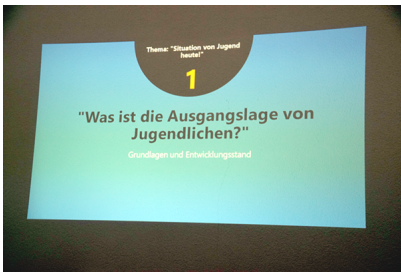 Thema: "Situation von Jugend
heute!"
1
"Was ist die Ausgangslage von
Jugendlichen?"
Grundlagen und Entwicklungsstand